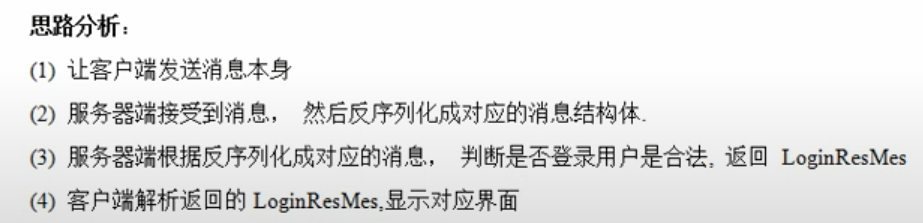 思路分析：
(1) 让客户端发送消息本身
(2) 服务器端接受到消息， 然后反序列化成对应的消息结构体.
(3) 服务器端根据反序列化成对应的消息， 判断是否登录用户是合法, 返回 LoginResMes
(4) 客户端解析返回的 LoginResMes,显示对应界面